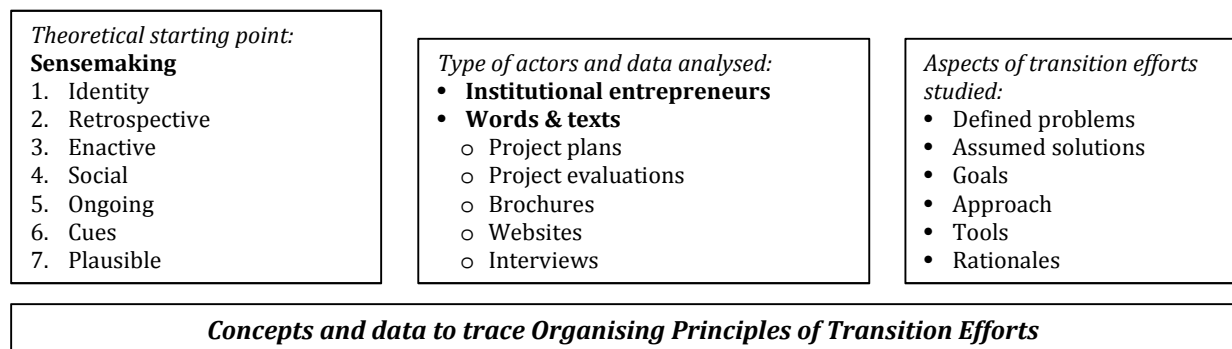 Theoretical starting point:
Sensemaking
1. Identity
2. Retrospective
3. Enactive
4. Social
5. Ongoing
6. Cues
7. Plausible
Type of actors and data analysed:
• Institutional entrepreneurs
• Words & texts
o Project plans
o Project evaluations
o Brochures
o Websites
o Interviews
Aspects of transition efforts
studied:
• Defined problems
• Assumed solutions
• Goals
• Approach
• Tools
• Rationales
Concepts and data to trace Organising Principles of Transition Efforts